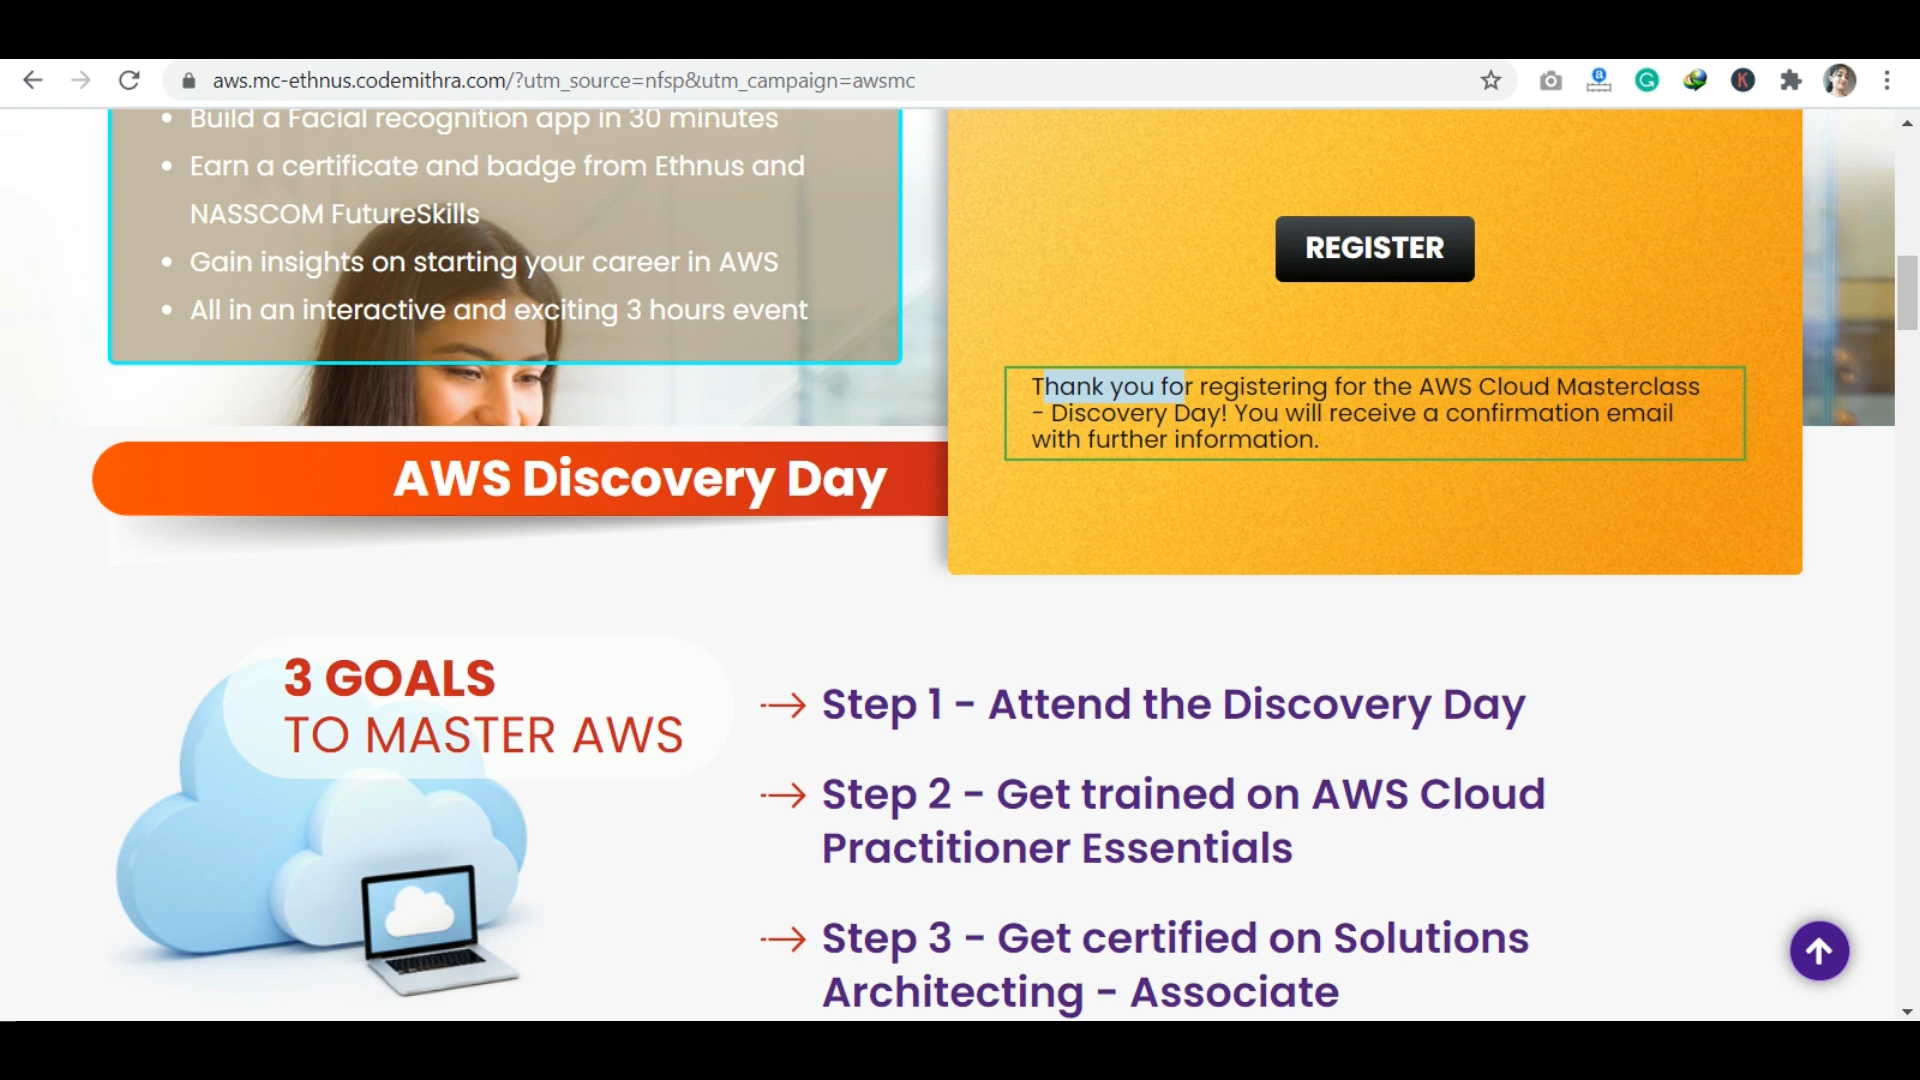 aws.mc-ethnus.codemithra.com/?utm_source=nfsp&utm_campaign=awsmc
Build a Facial recognition app in 30 minutes
Earn a certificate and badge from Ethnus and
NASSCOM FutureSkills
Gain insights on starting your career in AWS
All in an interactive and exciting 3 hours event
REGISTER
Thank you for registering for the AWS Cloud Masterclass
- Discovery Day! You will receive a confirmation email
with further information.
AWS Discovery Day
3 GOALS
TO MASTER AWS
Step 1 - Attend the Discovery Day
Step 2 - Get trained on AWS Cloud
Practitioner Essentials
Step 3 - Get certified on Solutions
Architecting - Associate